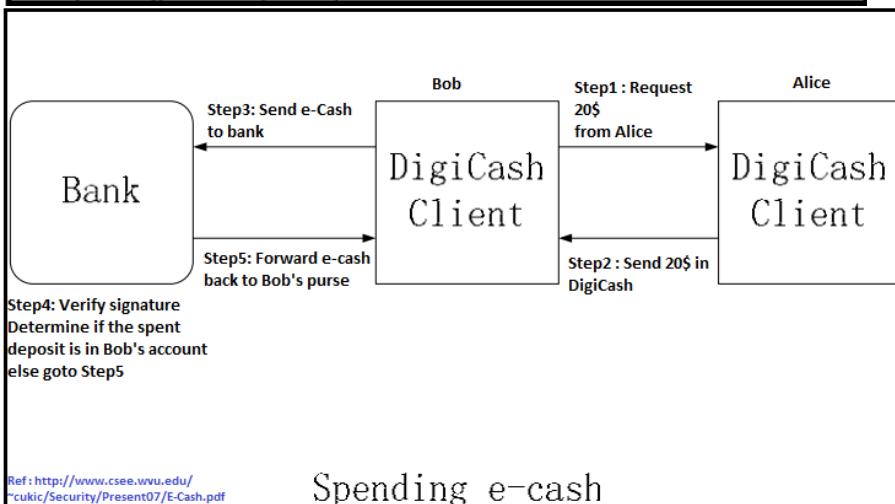 Bob
Alice
Step1 : Request
20$
from Alice
Step3: Send e-Cash
to bank
Bank
DigiCash
Client
DigiCash
Client
Step5: Forward e-cash
back to Bob's purse
Step2 : Send 20$ in
DigiCash
Step4: Verify signature
Determine if the spent
deposit is in Bob's account
else goto Step5
Ref : http://www.csee.wvu.edu/
~cukic/Security/Present07/E-Cash.pdf
Spending e-cash